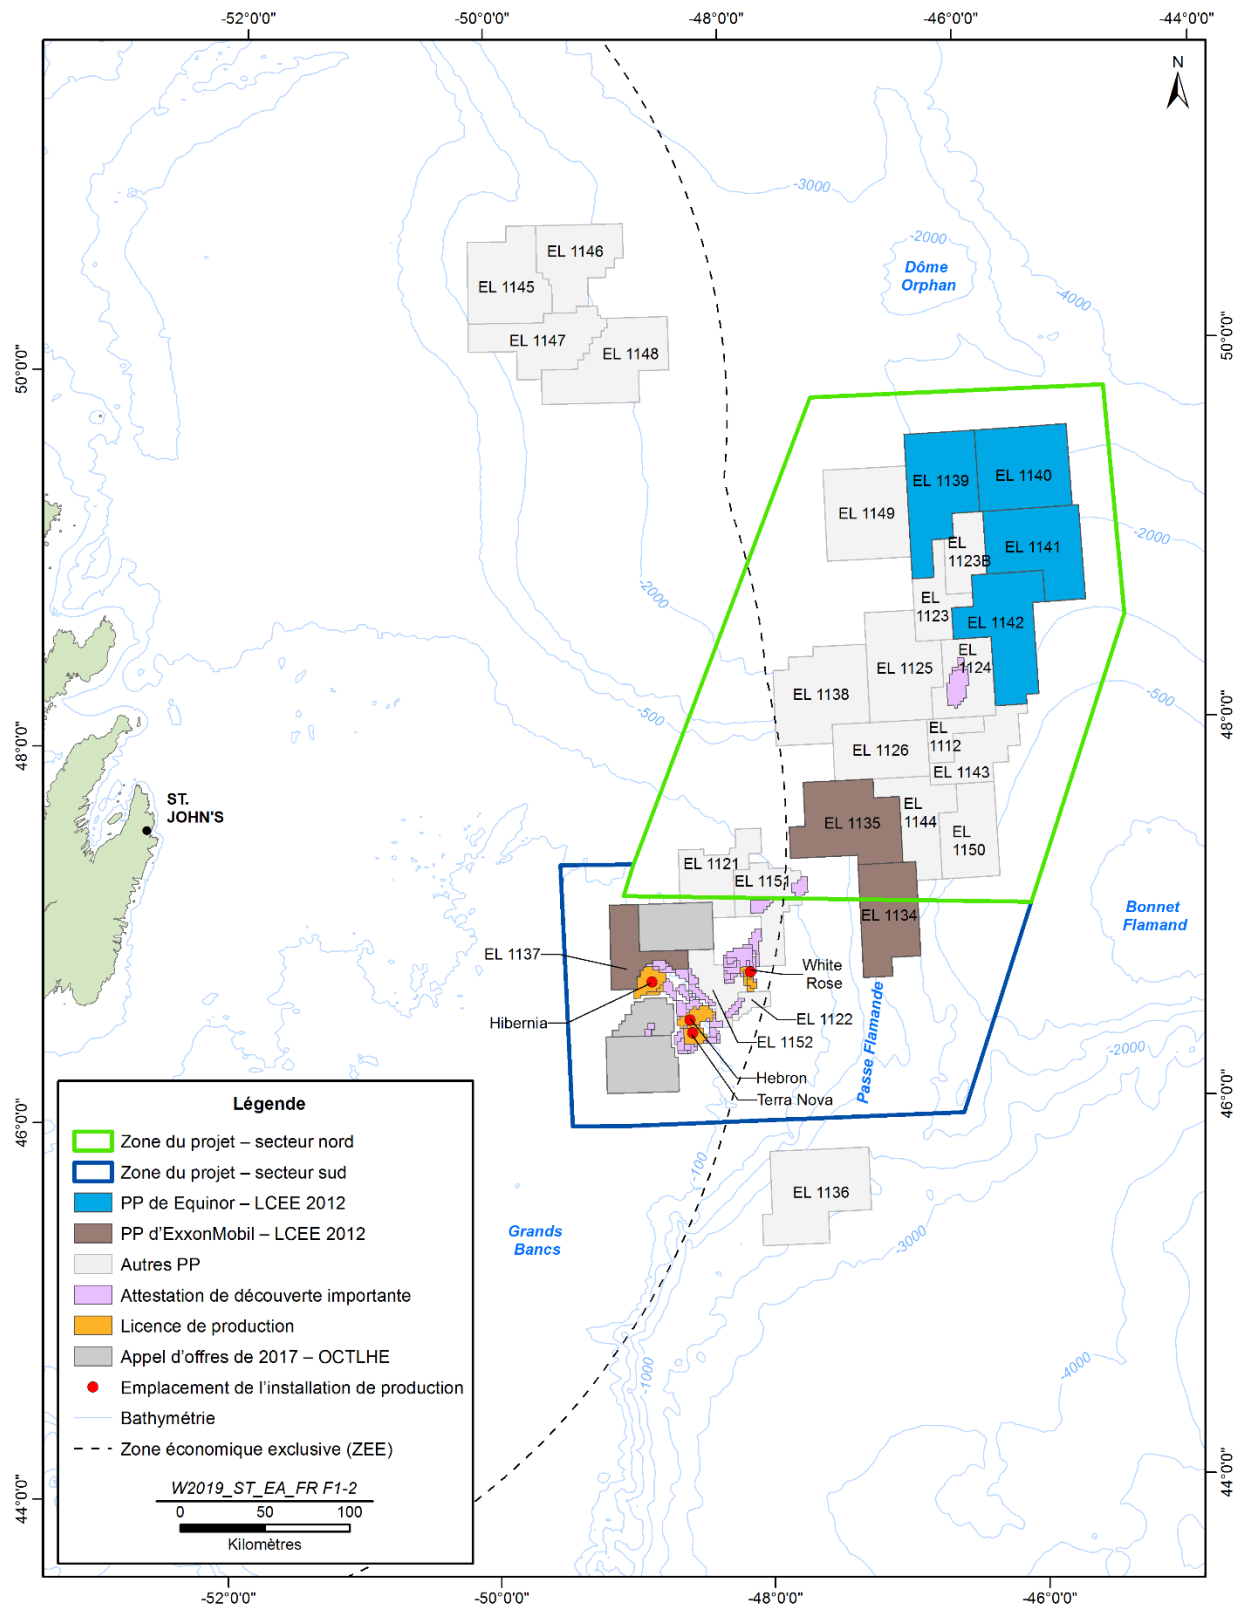 -52°0'0"
-50°0'0"
-48°0'0"
-46°0'0"
-44°0'0"
N
-3000
-2000
Dôme
Orphan
-4000
50°0'0"
50°0'0"
EL 1146
EL 1145
EL 1147
EL 1148
EL 1139
EL 1140
EL 1149
EL 1141
EL
1123B
-2000
-2000
EL
1123
EL 1142
EL 1125
EL
1124
EL 1138
-500
-500
48°0'0"
48°0'0"
EL 1126
EL
1112
EL 1143
ST.
JOHN'S
EL 1135
EL
1144
EL
1150
EL 1121
EL 1151
EL 1134
Bonnet
Flamand
EL 1137
White
Rose
Hibernia
EL 1122
EL 1152
Passe Flamande
-2000
Hebron
Terra Nova
46°0'0"
46°0'0"
-100
EL 1136
Grands
Bancs
-3000
-1000
-4000
44°0'0"
44°0'0"
Légende
Zone du projet – secteur nord
Zone du projet – secteur sud
PP de Equinor – LCEE 2012
PP d'ExxonMobil – LCEE 2012
Autres PP
Attestation de découverte importante
Licence de production
Appel d'offres de 2017 – OCTLHE
Emplacement de l'installation de production
Bathymétrie
Zone économique exclusive (ZEE)
W2019_ST_EA_FR F1-2
0 50 100
Kilomètres
-52°0'0"
-50°0'0"
-48°0'0"
-46°0'0"